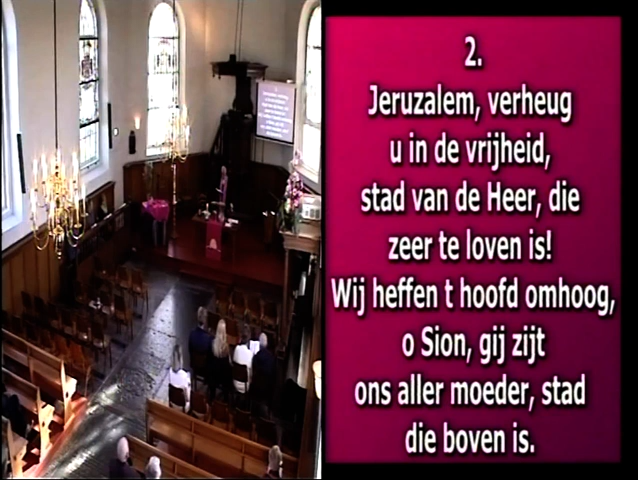 2.
Jeruzalem, verheug
u in de vrijheid,
stad van de Heer, die
zeer te loven is!
Wij heffen t hoofd omhoog,
o Sion, gij zijt
ons aller moeder, stad
die boven is.